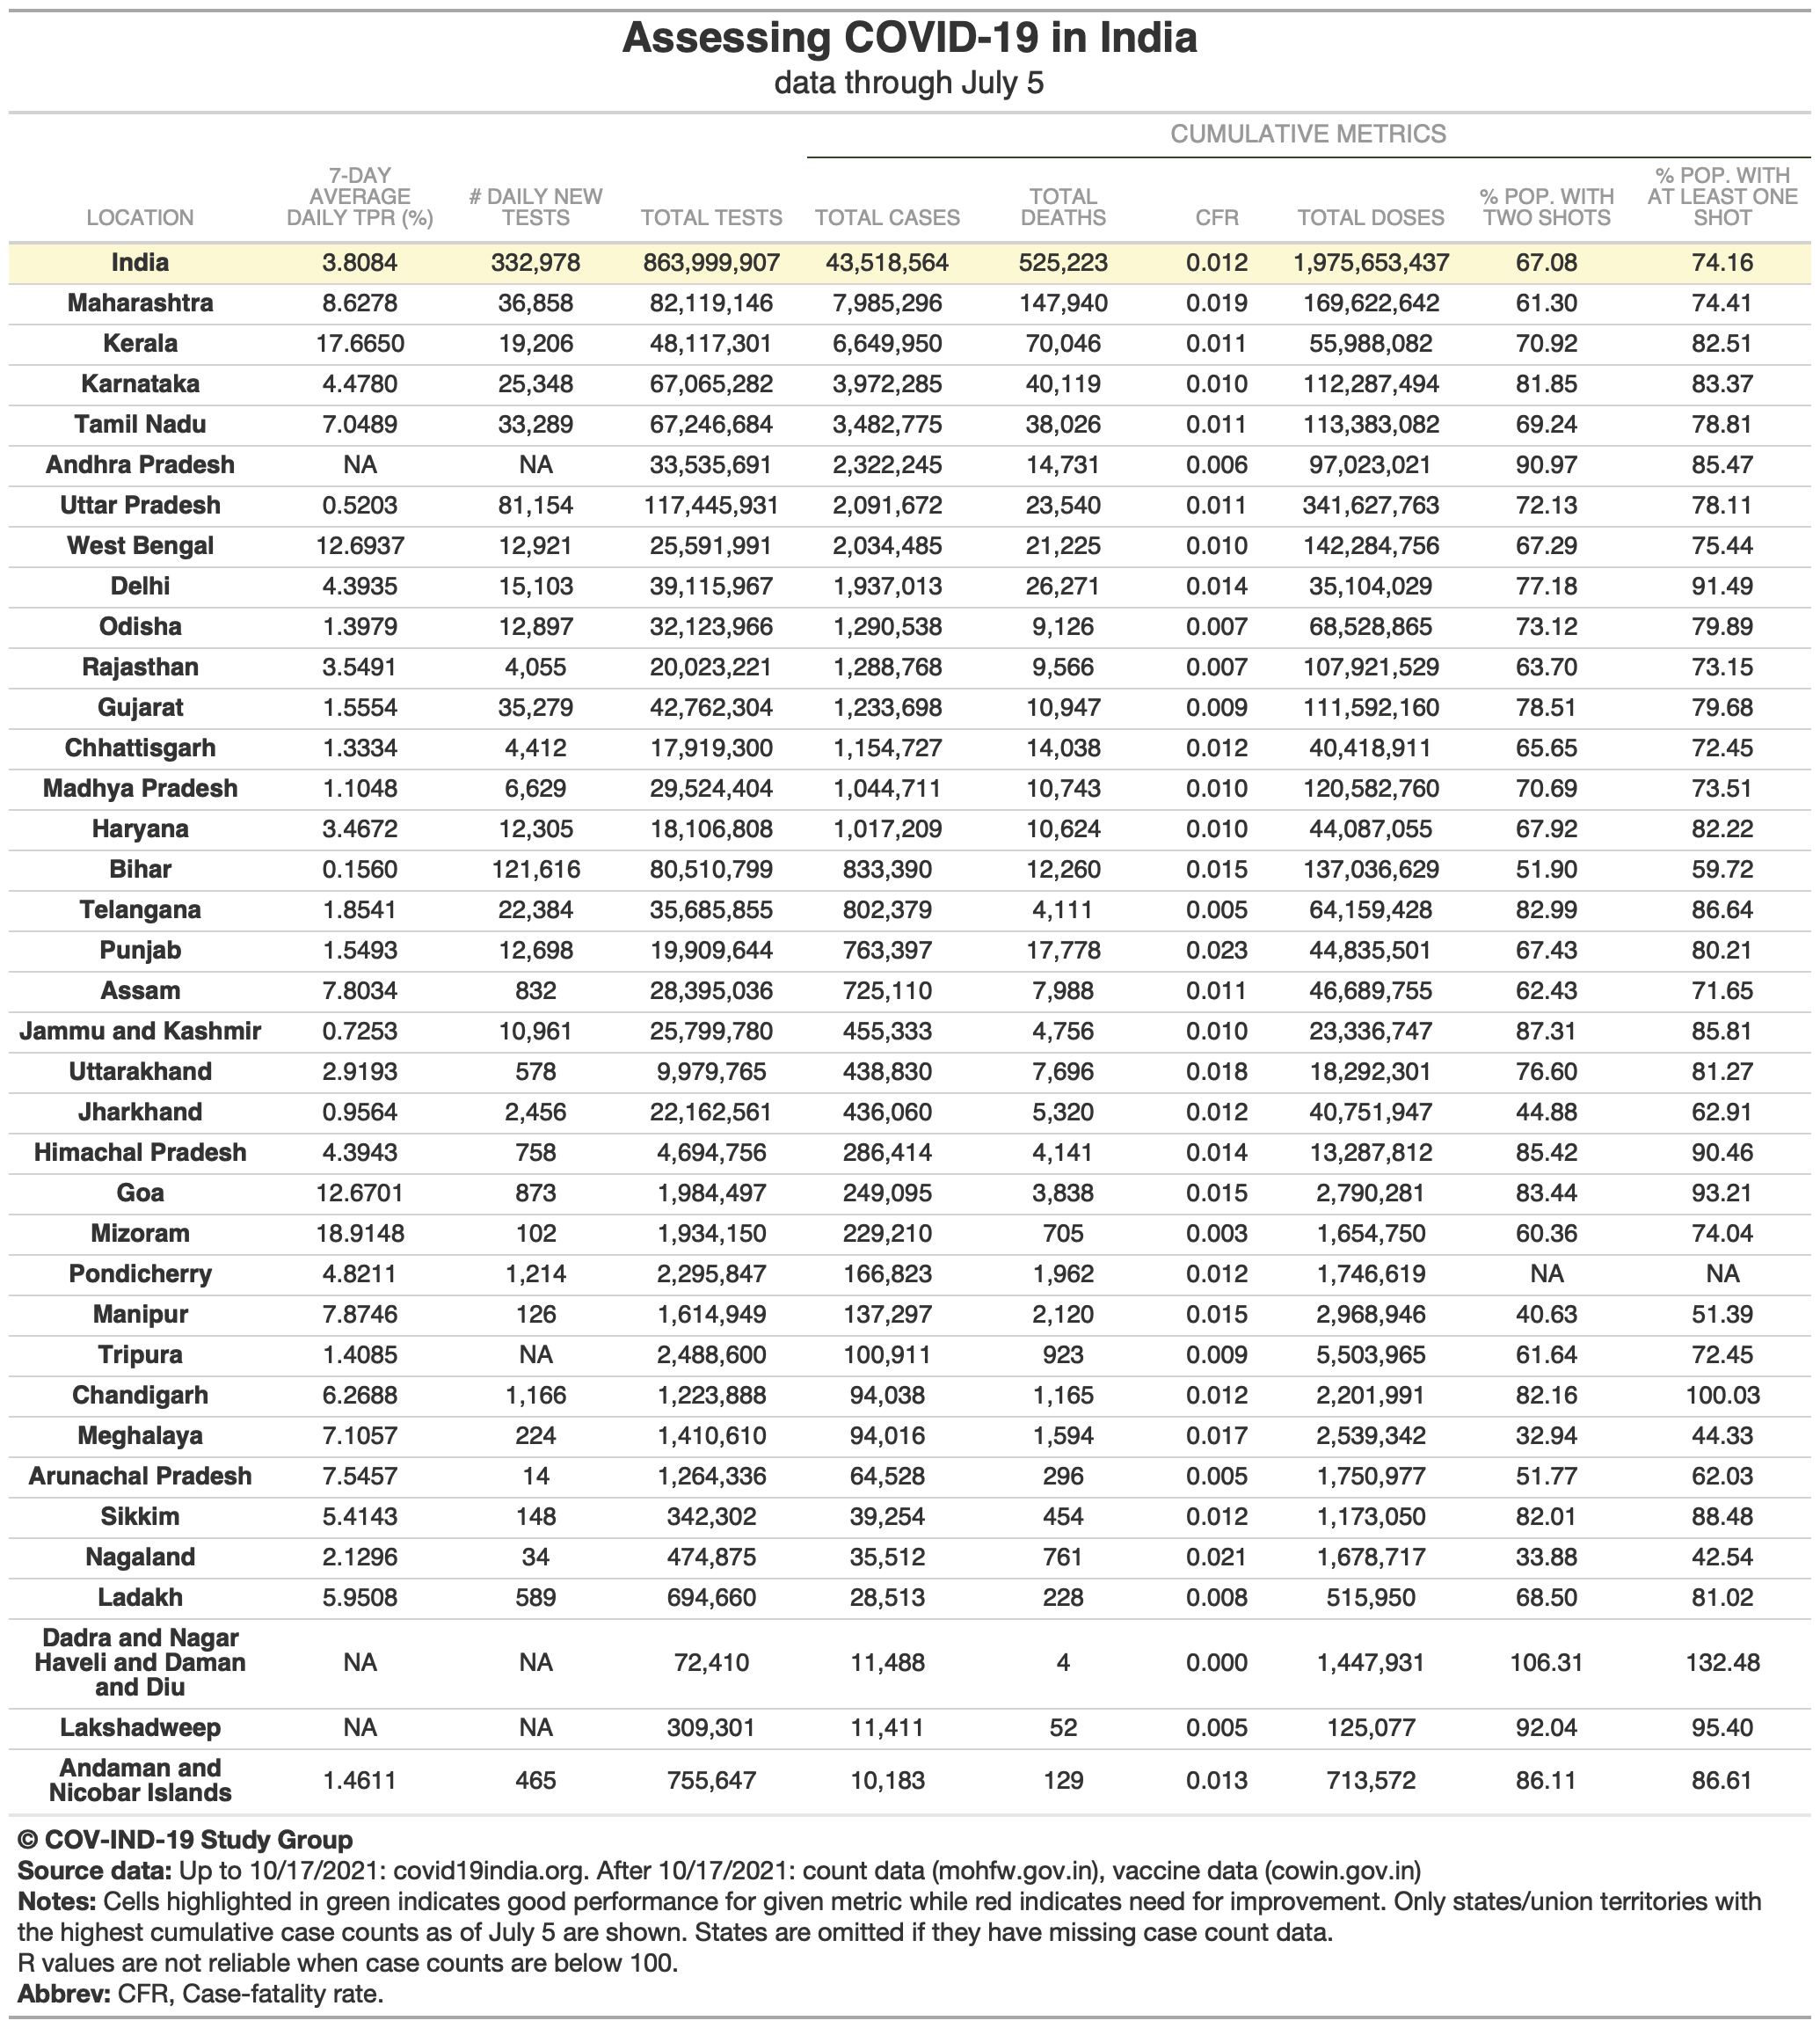 Assessing COVID-19 in India
data through July 5
CUMULATIVE METRICS
LOCATION 7-DAY AVERAGE DAILY TPR (%) # DAILY NEW TESTS TOTAL TESTS TOTAL CASES TOTAL DEATHS CFR TOTAL DOSES % POP. WITH TWO SHOTS % POP. WITH AT LEAST ONE SHOT
India 3.8084 332,978 863,999,907 43,518,564 525,223 0.012 1,975,653,437 67.08 74.16
Maharashtra 8.6278 36,858 82,119,146 7,985,296 147,940 0.019 169,622,642 61.30 74.41
Kerala 17.6650 19,206 48,117,301 6,649,950 70,046 0.011 55,988,082 70.92 82.51
Karnataka 4.4780 25,348 67,065,282 3,972,285 40,119 0.010 112,287,494 81.85 83.37
Tamil Nadu 7.0489 33,289 67,246,684 3,482,775 38,026 0.011 113,383,082 69.24 78.81
Andhra Pradesh NA NA 33,535,691 2,322,245 14,731 0.006 97,023,021 90.97 85.47
Uttar Pradesh 0.5203 81,154 117,445,931 2,091,672 23,540 0.011 341,627,763 72.13 78.11
West Bengal 12.6937 12,921 25,591,991 2,034,485 21,225 0.010 142,284,756 67.29 75.44
Delhi 4.3935 15,103 39,115,967 1,937,013 26,271 0.014 35,104,029 77.18 91.49
Odisha 1.3979 12,897 32,123,966 1,290,538 9,126 0.007 68,528,865 73.12 79.89
Rajasthan 3.5491 4,055 20,023,221 1,288,768 9,566 0.007 107,921,529 63.70 73.15
Gujarat 1.5554 35,279 42,762,304 1,233,698 10,947 0.009 111,592,160 78.51 79.68
Chhattisgarh 1.3334 4,412 17,919,300 1,154,727 14,038 0.012 40,418,911 65.65 72.45
Madhya Pradesh 1.1048 6,629 29,524,404 1,044,711 10,743 0.010 120,582,760 70.69 73.51
Haryana 3.4672 12,305 18,106,808 1,017,209 10,624 0.010 44,087,055 67.92 82.22
Bihar 0.1560 121,616 80,510,799 833,390 12,260 0.015 137,036,629 51.90 59.72
Telangana 1.8541 22,384 35,685,855 802,379 4,111 0.005 64,159,428 82.99 86.64
Punjab 1.5493 12,698 19,909,644 763,397 17,778 0.023 44,835,501 67.43 80.21
Assam 7.8034 832 28,395,036 725,110 7,988 0.011 46,689,755 62.43 71.65
Jammu and Kashmir 0.7253 10,961 25,799,780 455,333 4,756 0.010 23,336,747 87.31 85.81
Uttarakhand 2.9193 578 9,979,765 438,830 7,696 0.018 18,292,301 76.60 81.27
Jharkhand 0.9564 2,456 22,162,561 436,060 5,320 0.012 40,751,947 44.88 62.91
Himachal Pradesh 4.3943 758 4,694,756 286,414 4,141 0.014 13,287,812 85.42 90.46
Goa 12.6701 873 1,984,497 249,095 3,838 0.015 2,790,281 83.44 93.21
Mizoram 18.9148 102 1,934,150 229,210 705 0.003 1,654,750 60.36 74.04
Pondicherry 4.8211 1,214 2,295,847 166,823 1,962 0.012 1,746,619 NA NA
Manipur 7.8746 126 1,614,949 137,297 2,120 0.015 2,968,946 40.63 51.39
Tripura 1.4085 NA 2,488,600 100,911 923 0.009 5,503,965 61.64 72.45
Chandigarh 6.2688 1,166 1,223,888 94,038 1,165 0.012 2,201,991 82.16 100.03
Meghalaya 7.1057 224 1,410,610 94,016 1,594 0.017 2,539,342 32.94 44.33
Arunachal Pradesh 7.5457 14 1,264,336 64,528 296 0.005 1,750,977 51.77 62.03
Sikkim 5.4143 148 342,302 39,254 454 0.012 1,173,050 82.01 88.48
Nagaland 2.1296 34 474,875 35,512 761 0.021 1,678,717 33.88 42.54
Ladakh 5.9508 589 694,660 28,513 228 0.008 515,950 68.50 81.02
Dadra and Nagar Haveli and Daman and Diu NA NA 72,410 11,488 4 0.000 1,447,931 106.31 132.48
Lakshadweep NA NA 309,301 11,411 52 0.005 125,077 92.04 95.40
Andaman and Nicobar Islands 1.4611 465 755,647 10,183 129 0.013 713,572 86.11 86.61
© COV-IND-19 Study Group
Source data: Up to 10/17/2021: covid19india.org. After 10/17/2021: count data (mohfw.gov.in), vaccine data (cowin.gov.in)
Notes: Cells highlighted in green indicates good performance for given metric while red indicates need for improvement. Only states/union territories with
the highest cumulative case counts as of July 5 are shown. States are omitted if they have missing case count data.
R values are not reliable when case counts are below 100.
Abbrev: CFR, Case-fatality rate.